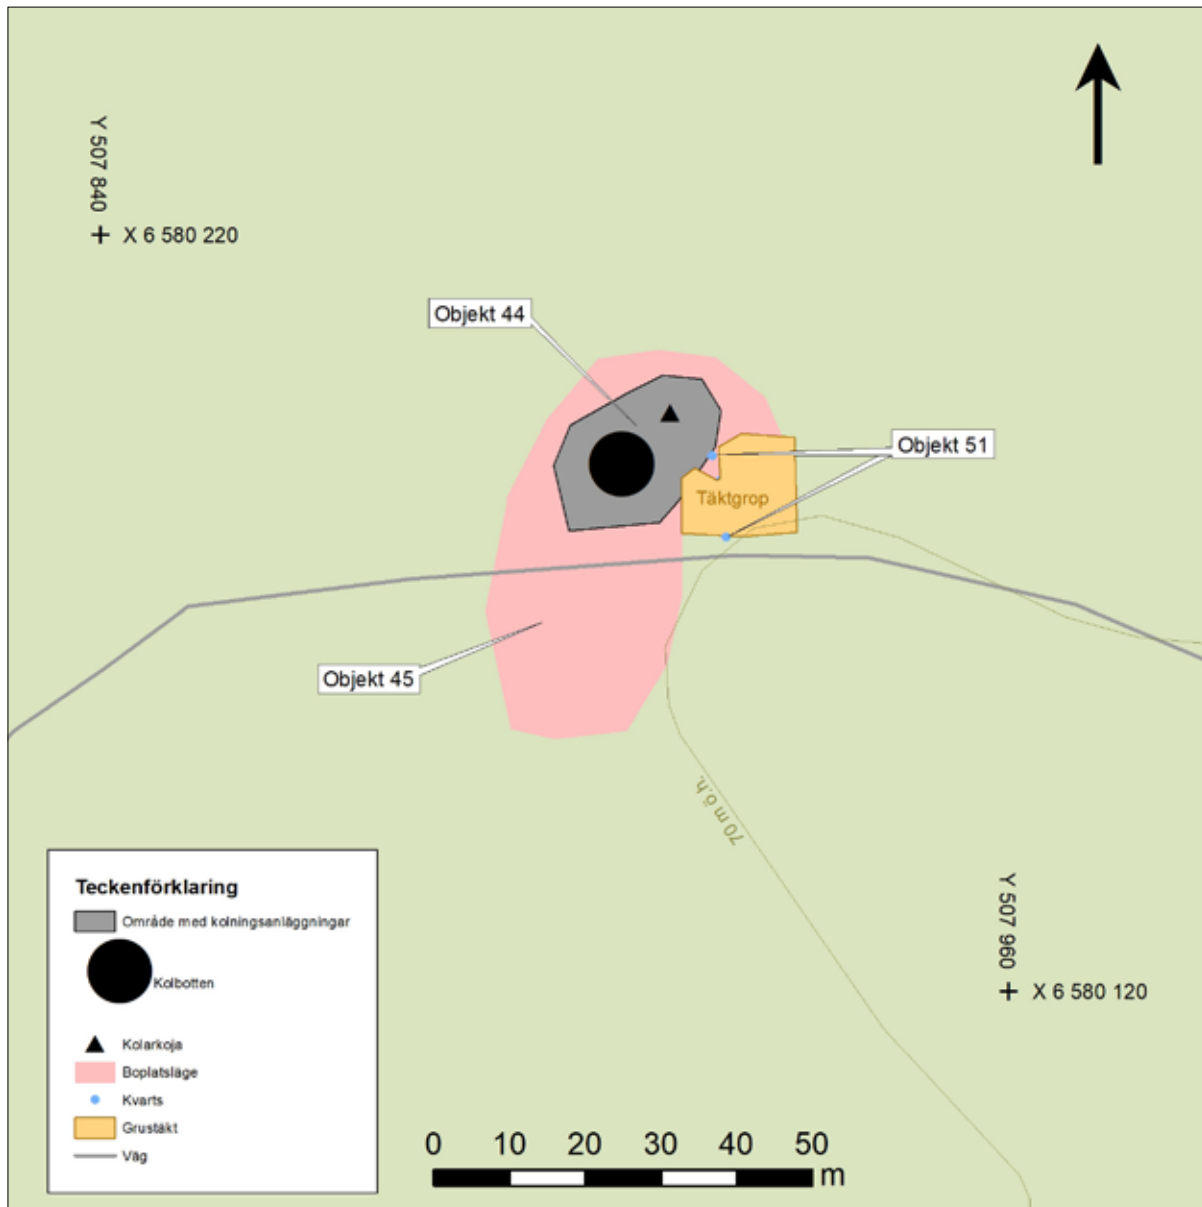 Y 507 840
X 6 580 220
Objekt 44
Objekt 51
Täktgrop
Objekt 45
70 m ö.h.
Y 507 960
X 6 580 120
Teckenförklaring
Område med kolningsanläggningar
Kolbotten
Kolarkoja
Boplatsläge
Kvarts
Grustäkt
Väg
0 10 20 30 40 50
m